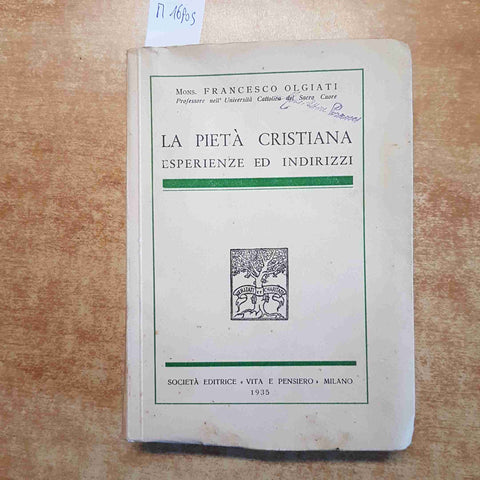 Mons. FRANCESCO OLGIATI
Professore nell' Università Cattolica del Sacro Cuore
LA PIETÀ CRISTIANA
ESPERIENZE ED INDIRIZZI
SOCIETÀ EDITRICE « VITA E PENSIERO » MILANO
1935